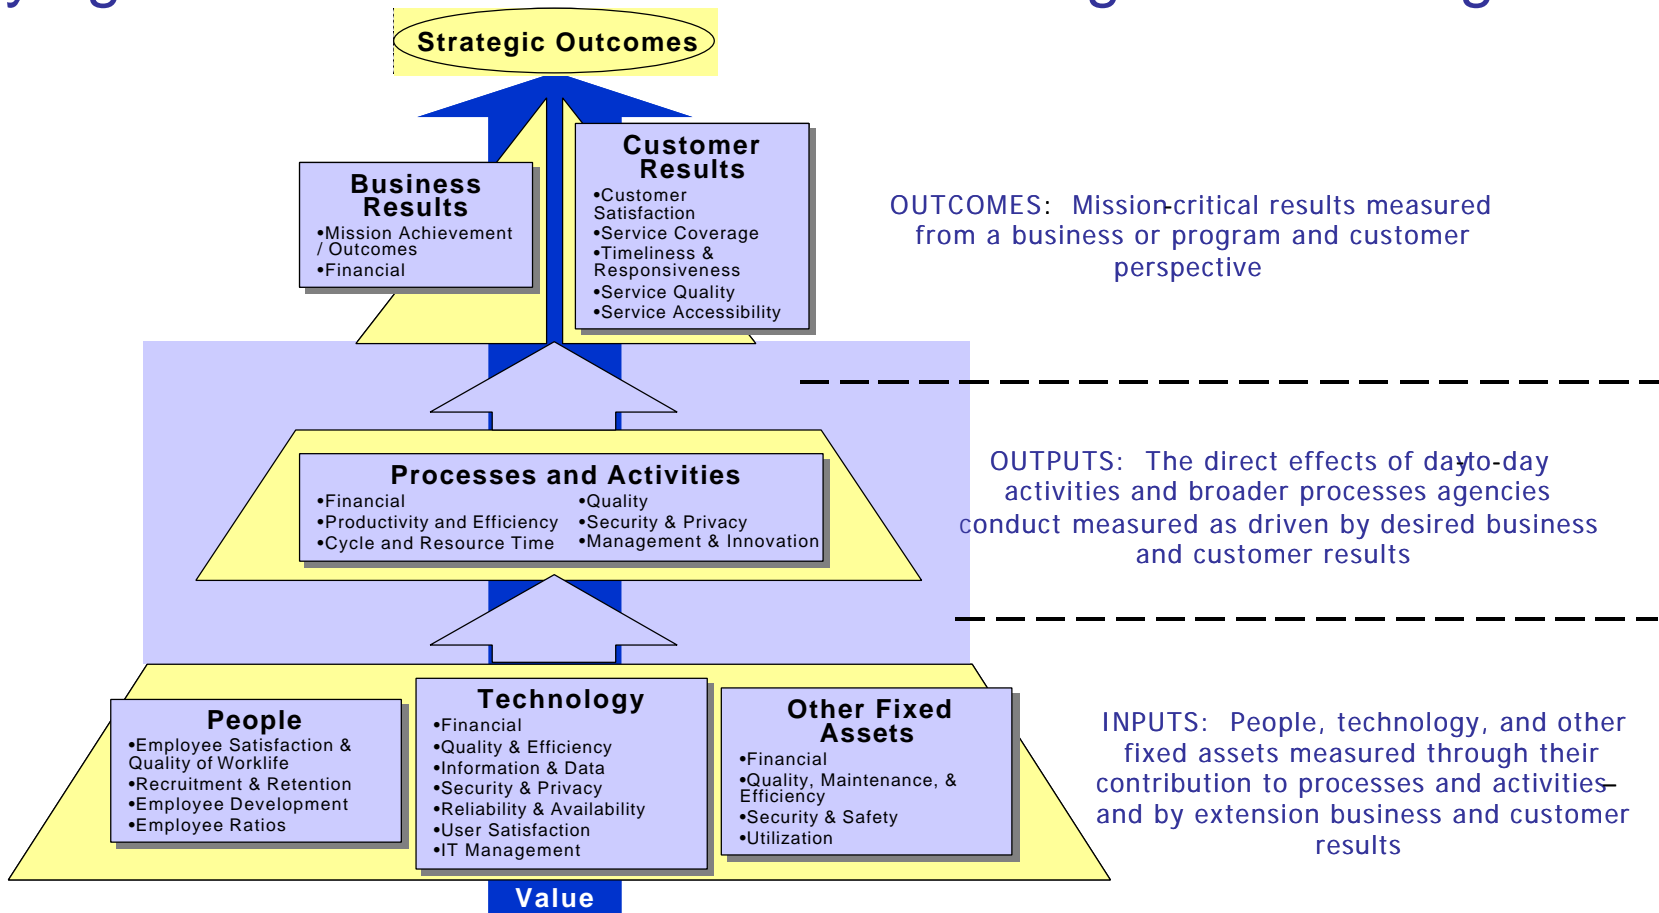 Strategic Outcomes
Business
Results
•Mission Achievement
/ Outcomes
•Financial
Customer
Results
•Customer
Satisfaction
•Service Coverage
•Timeliness &
Responsiveness
•Service Quality
•Service Accessibility
OUTCOMES: Mission-critical results measured
from a business or program and customer
perspective
Processes and Activities
•Financial
•Productivity and Efficiency
•Cycle and Resource Time
•Quality
•Security & Privacy
•Management & Innovation
OUTPUTS: The direct effects of day-to-day
activities and broader processes agencies
conduct measured as driven by desired business
and customer results
People
•Employee Satisfaction &
Quality of Worklife
•Recruitment & Retention
•Employee Development
•Employee Ratios
Technology
•Financial
•Quality & Efficiency
•Information & Data
•Security & Privacy
•Reliability & Availability
•User Satisfaction
•IT Management
Other Fixed
Assets
•Financial
•Quality, Maintenance, &
Efficiency
•Security & Safety
•Utilization
INPUTS: People, technology, and other
fixed assets measured through their
contribution to processes and activities–
and by extension business and customer
results
Value